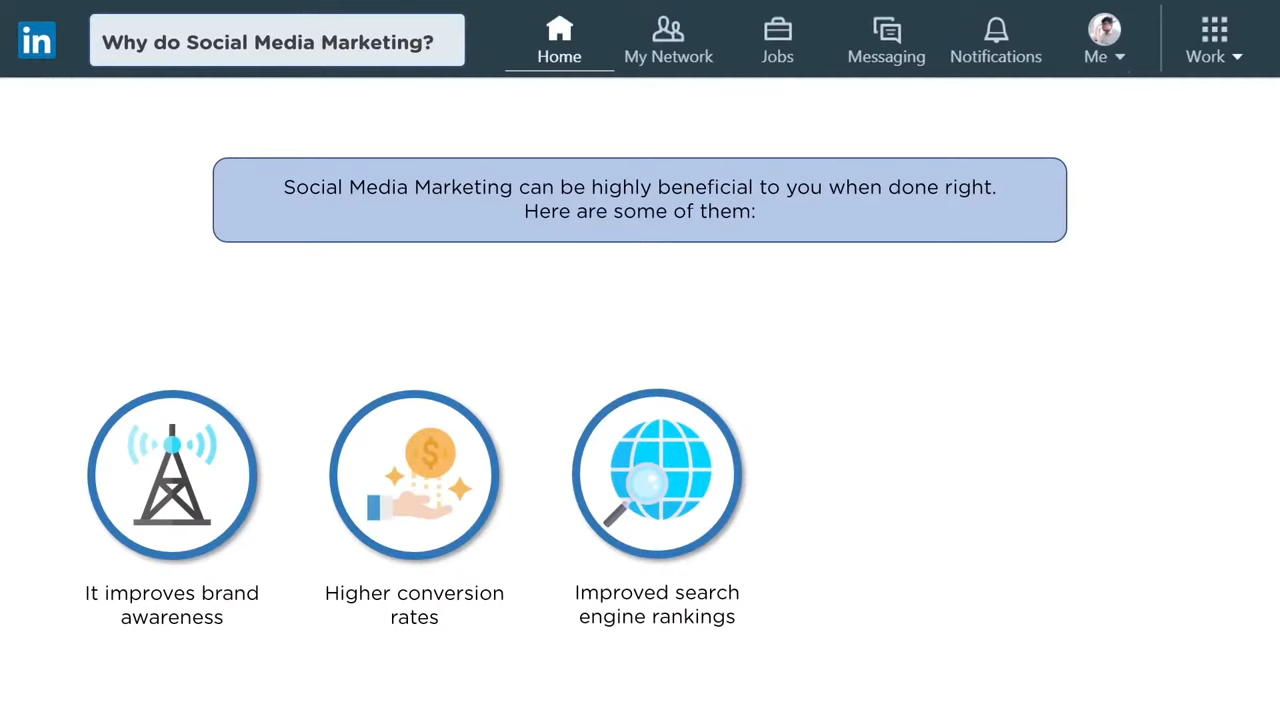 in
Why do Social Media Marketing?
Home
My Network
Jobs
Messaging
Notifications
Me
Work
Social Media Marketing can be highly beneficial to you when done right.
Here are some of them:
$
It improves brand
awareness
Higher conversion
rates
Improved search
engine rankings